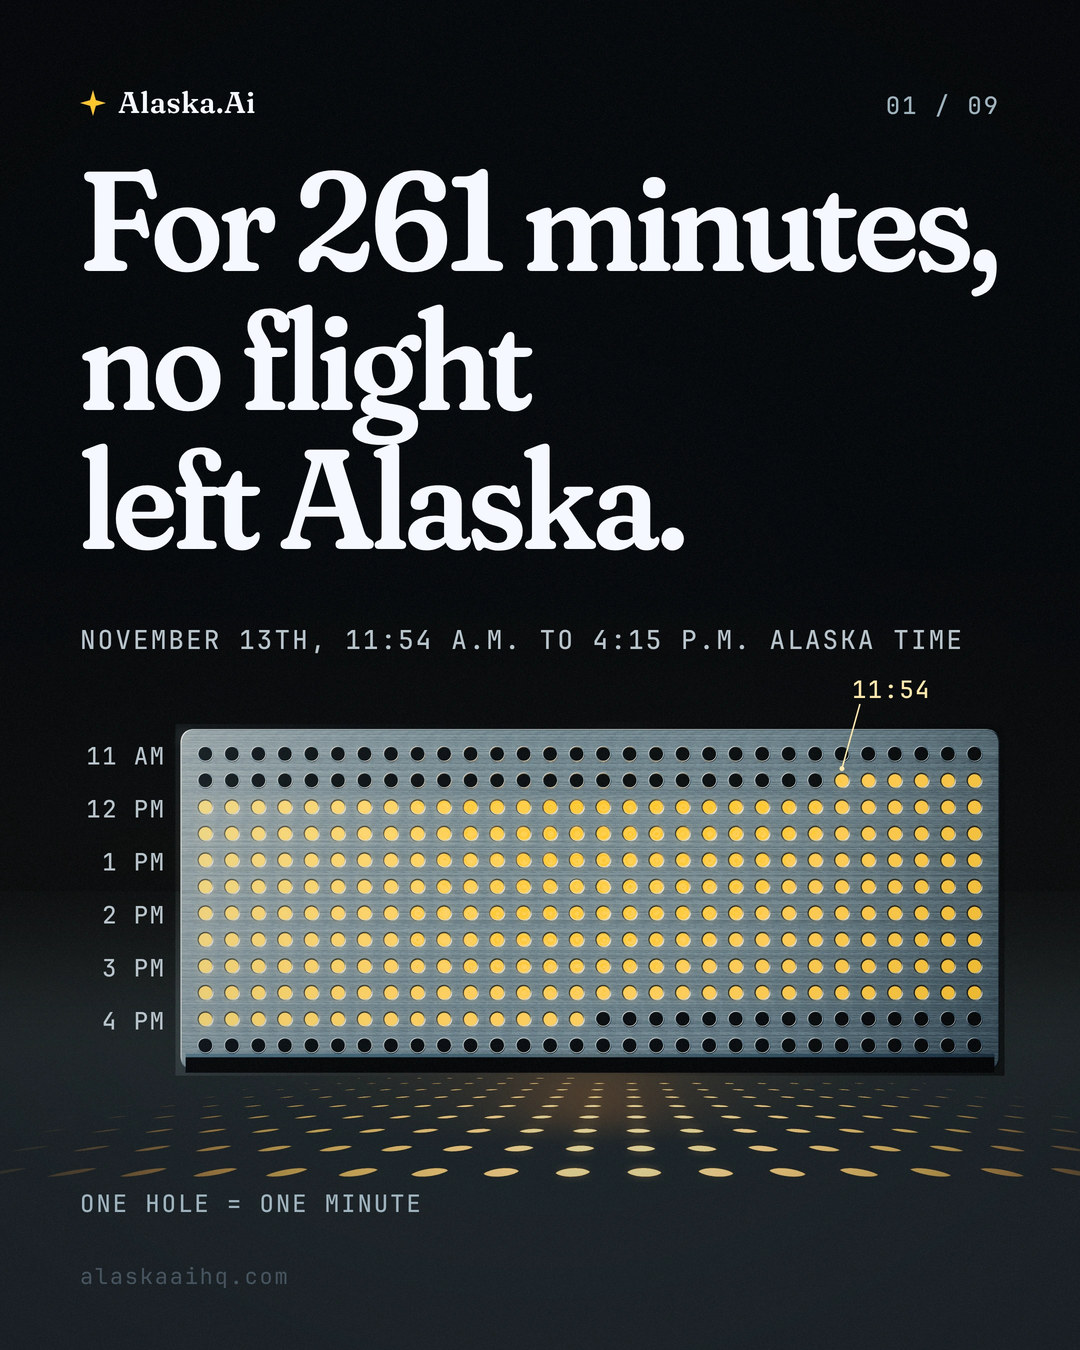 Alaska.Ai
01 / 09
For 261 minutes,
no flight
left Alaska.
NOVEMBER 13TH, 11:54 A.M. TO 4:15 P.M. ALASKA TIME
11:54
11 AM
12 PM
1 PM
2 PM
3 PM
4 PM
ONE HOLE = ONE MINUTE
alaskaaihq.com